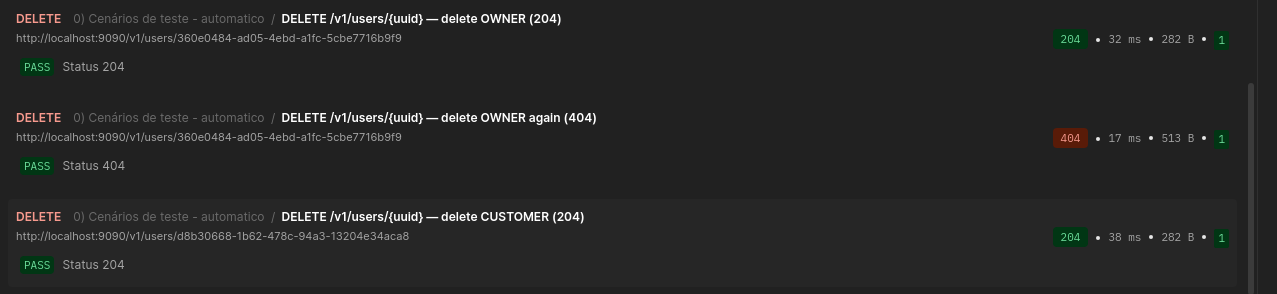 DELETE 0) Cenários de teste - automatico / DELETE /v1/users/{uuid} — delete OWNER (204)
http://localhost:9090/v1/users/360e0484-ad05-4ebd-a1fc-5cbe7716b9f9
204 • 32 ms • 282 B • 1
PASS Status 204
DELETE 0) Cenários de teste - automatico / DELETE /v1/users/{uuid} — delete OWNER again (404)
http://localhost:9090/v1/users/360e0484-ad05-4ebd-a1fc-5cbe7716b9f9
404 • 17 ms • 513 B • 1
PASS Status 404
DELETE 0) Cenários de teste - automatico / DELETE /v1/users/{uuid} — delete CUSTOMER (204)
http://localhost:9090/v1/users/d8b30668-1b62-478c-94a3-13204e34aca8
204 • 38 ms • 282 B • 1
PASS Status 204